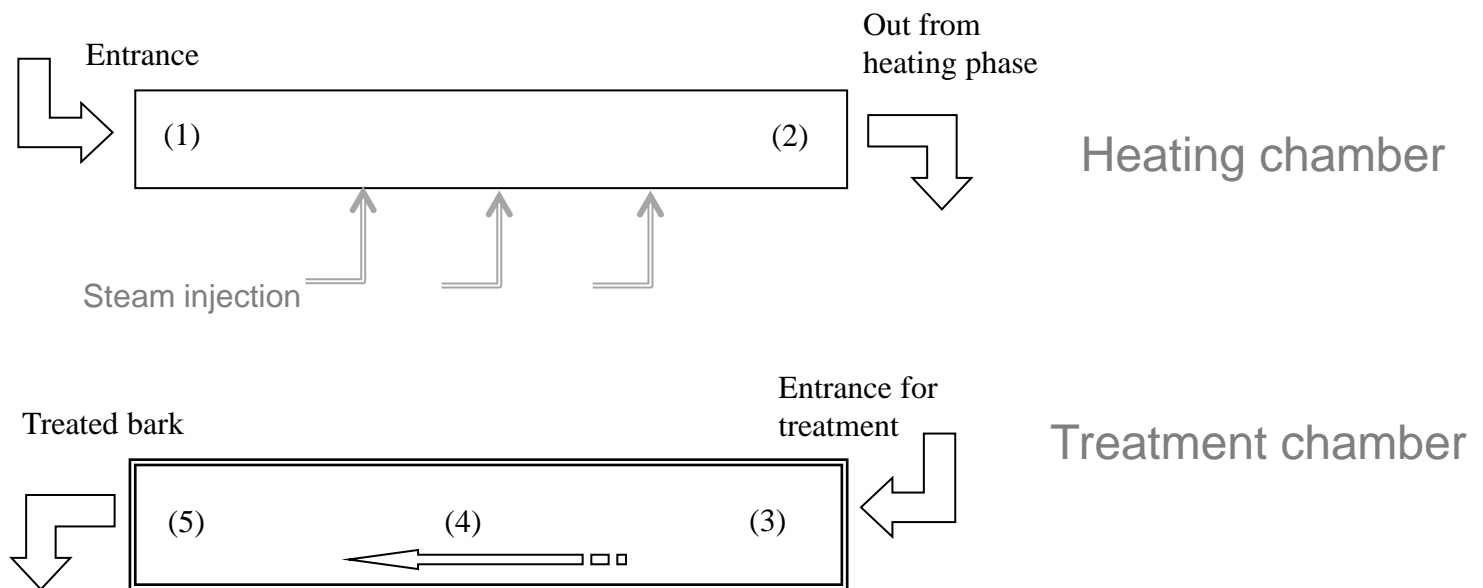 Out from
heating phase
Entrance
(1)
(2)
Heating chamber
Steam injection
Entrance for
treatment
Treated bark
Treatment chamber
(5)
(4)
(3)